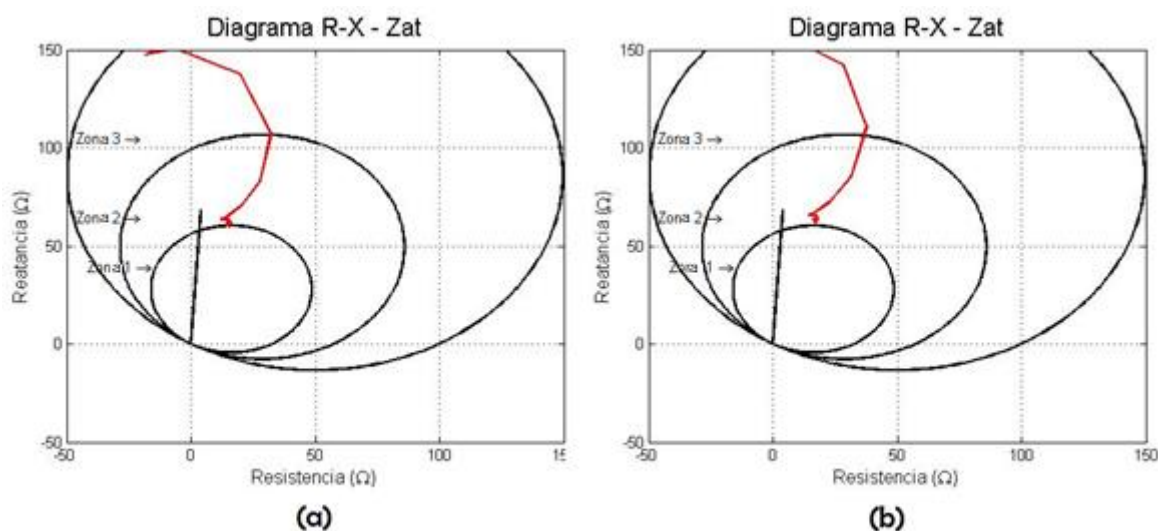 Diagrama R-X - Zat
150
100
50
0
-50
-50
0
50
100
15
Zona 3 →
Zona 2 →
Zona 1 →
Reatancia (Ω)
Resistencia (Ω)
(a)
Diagrama R-X - Zat
150
100
50
0
-50
-50
0
50
100
150
Zona 3 →
Zona 2 →
Zona 1 →
Reatancia (Ω)
Resistencia (Ω)
(b)